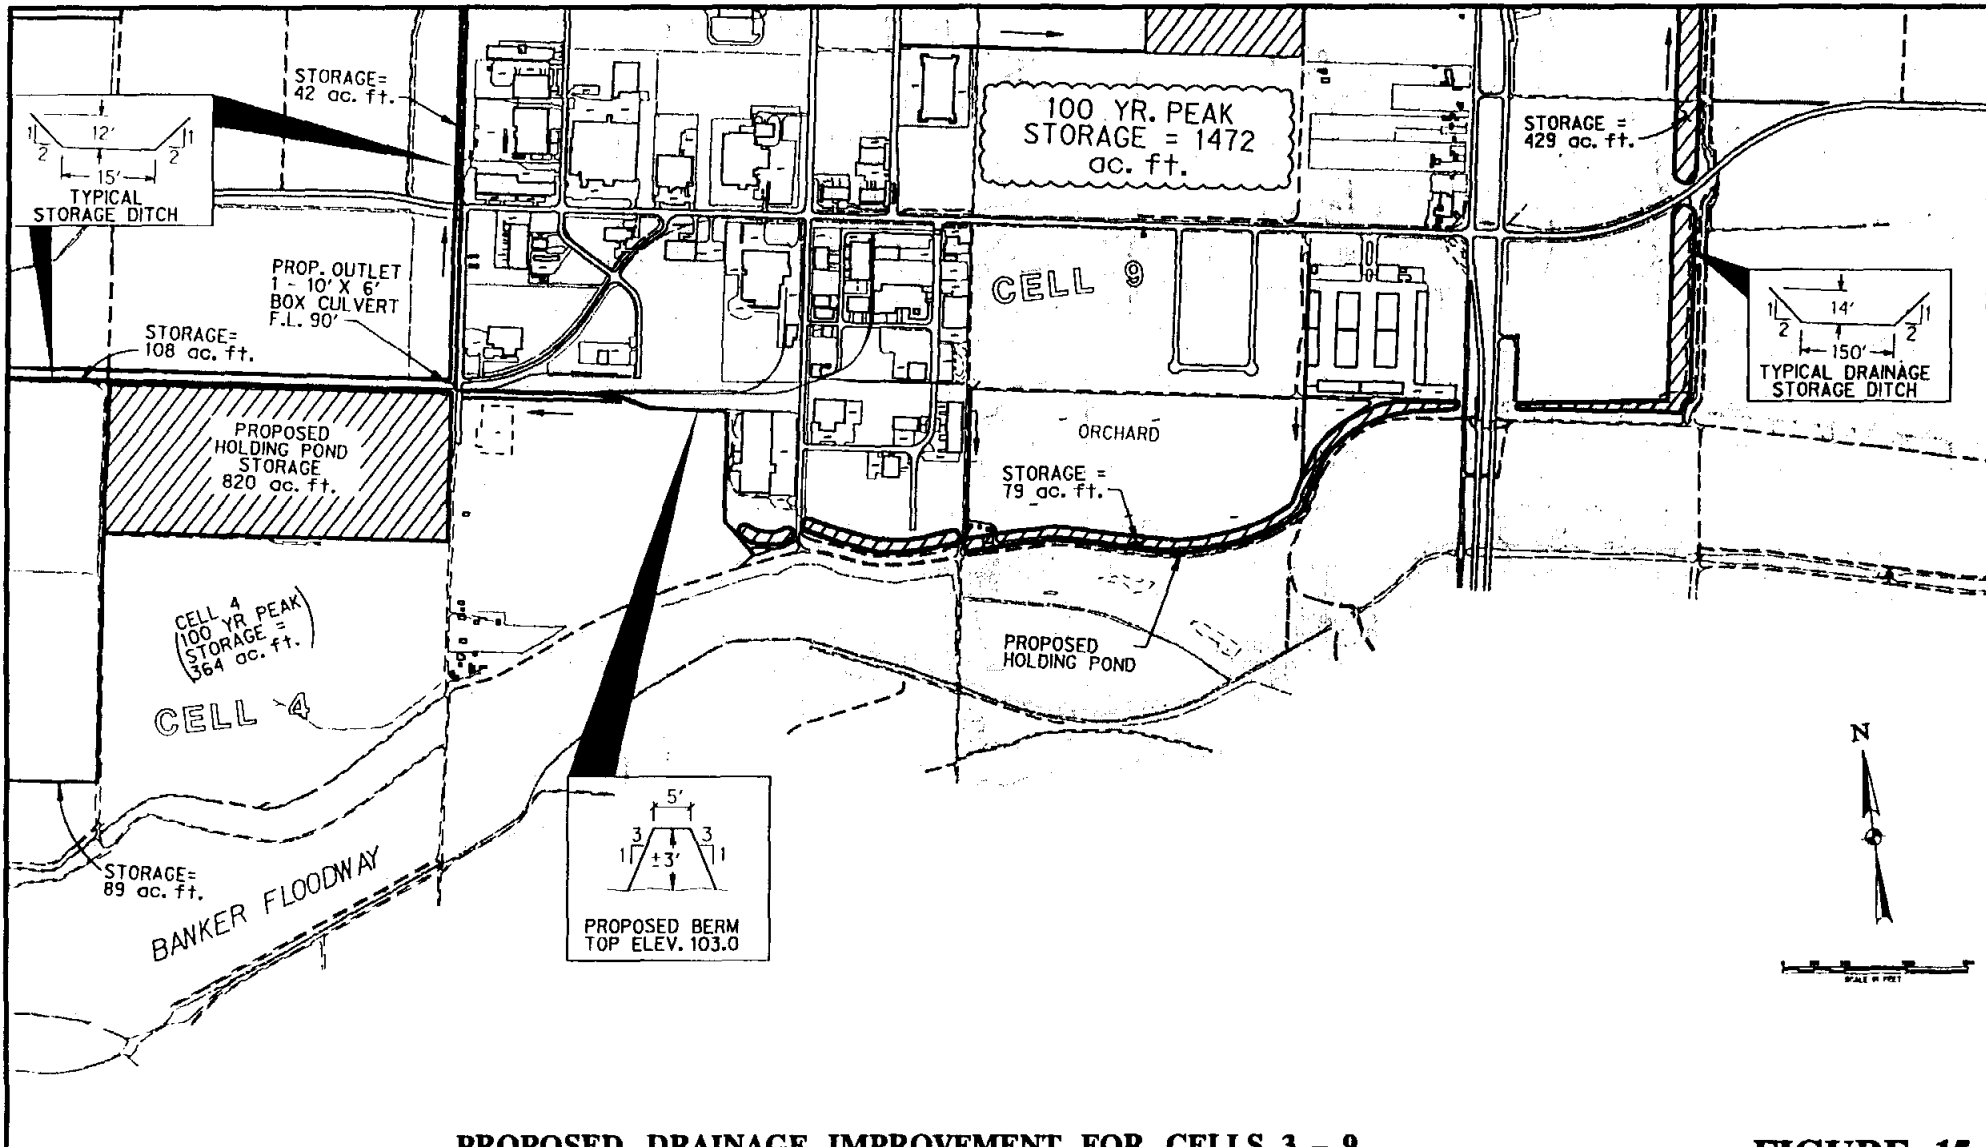 STORAGE=
42 ac. ft.
1
2
12'
15'
1
2
TYPICAL
STORAGE DITCH
100 YR. PEAK
STORAGE = 1472
ac. ft.
STORAGE =
429 ac. ft.
PROP. OUTLET
1 - 10' X 6'
BOX CULVERT
F.L. 90'
STORAGE=
108 ac. ft.
CELL 9
1
2
14'
150'
1
2
TYPICAL DRAINAGE
STORAGE DITCH
PROPOSED
HOLDING POND
STORAGE
820 ac. ft.
ORCHARD
STORAGE =
79 ac. ft.
CELL 4
(100 YR PEAK
STORAGE =
364 ac. ft.)
PROPOSED
HOLDING POND
CELL 4
5'
3
1
±3'
3
1
PROPOSED BERM
TOP ELEV. 103.0
STORAGE=
89 ac. ft.
BANKER FLOODWAY
N
SCALE IN FEET
PROPOSED DRAINAGE IMPROVEMENT FOR CELLS 3 - 9
FIGURE 15